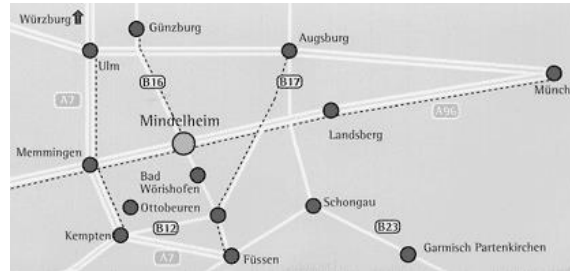 Würzburg
Günzburg
Augsburg
Ulm
B16
B17
Münch
A7
Mindelheim
A96
Landsberg
Memmingen
Bad
Wörishofen
Ottobeuren
Schongau
B12
B23
Kempten
A7
Füssen
Garmisch Partenkirchen